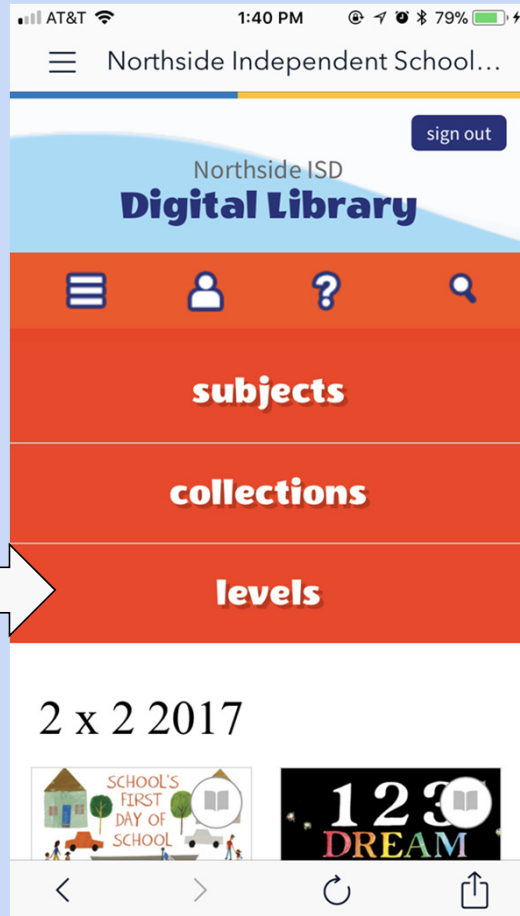 AT&T 1:40 PM 79%
Northside Independent School...
sign out
Northside ISD
Digital Library
?
subjects
collections
levels
2 x 2 2017
SCHOOL'S
FIRST
DAY OF
SCHOOL
123
DREAM